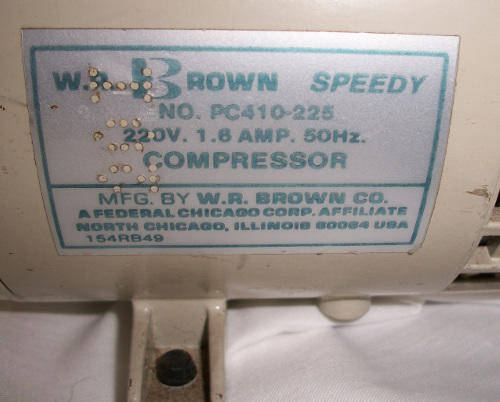 W.R. BROWN SPEEDY
NO. PC410-225
220V. 1.6 AMP. 50Hz.
COMPRESSOR
MFG. BY W.R. BROWN CO.
A FEDERAL CHICAGO CORP. AFFILIATE
NORTH CHICAGO, ILLINOIS 60064 USA
154RB49